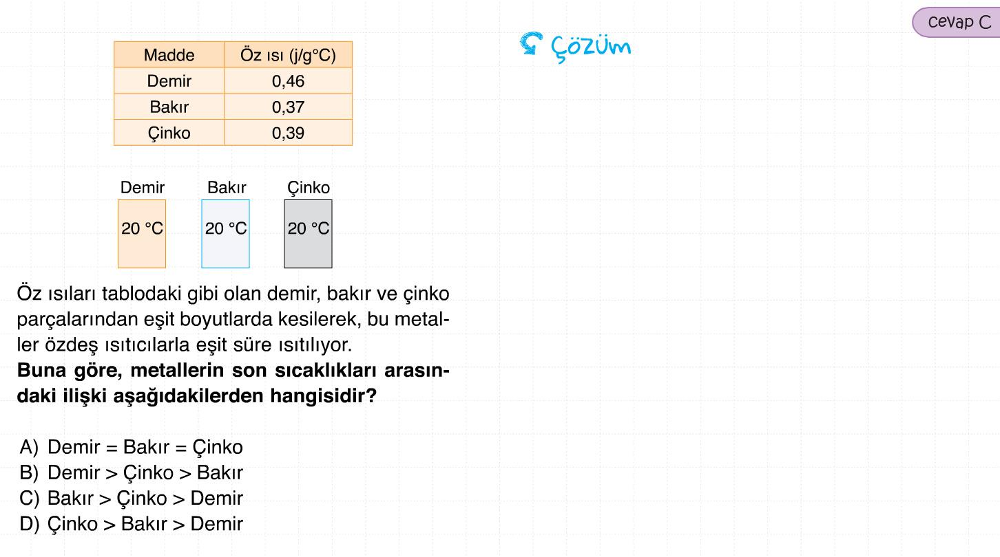 cevap C
Çözüm
Madde Öz ısı (j/g°C)
Demir 0,46
Bakır 0,37
Çinko 0,39
Demir Bakır Çinko
20 °C 20 °C 20 °C
Öz ısıları tablodaki gibi olan demir, bakır ve çinko
parçalarından eşit boyutlarda kesilerek, bu metal-
ler özdeş ısıtıcılarla eşit süre ısıtılıyor.
Buna göre, metallerin son sıcaklıkları arasın-
daki ilişki aşağıdakilerden hangisidir?
A) Demir = Bakır = Çinko
B) Demir > Çinko > Bakır
C) Bakır > Çinko > Demir
D) Çinko > Bakır > Demir